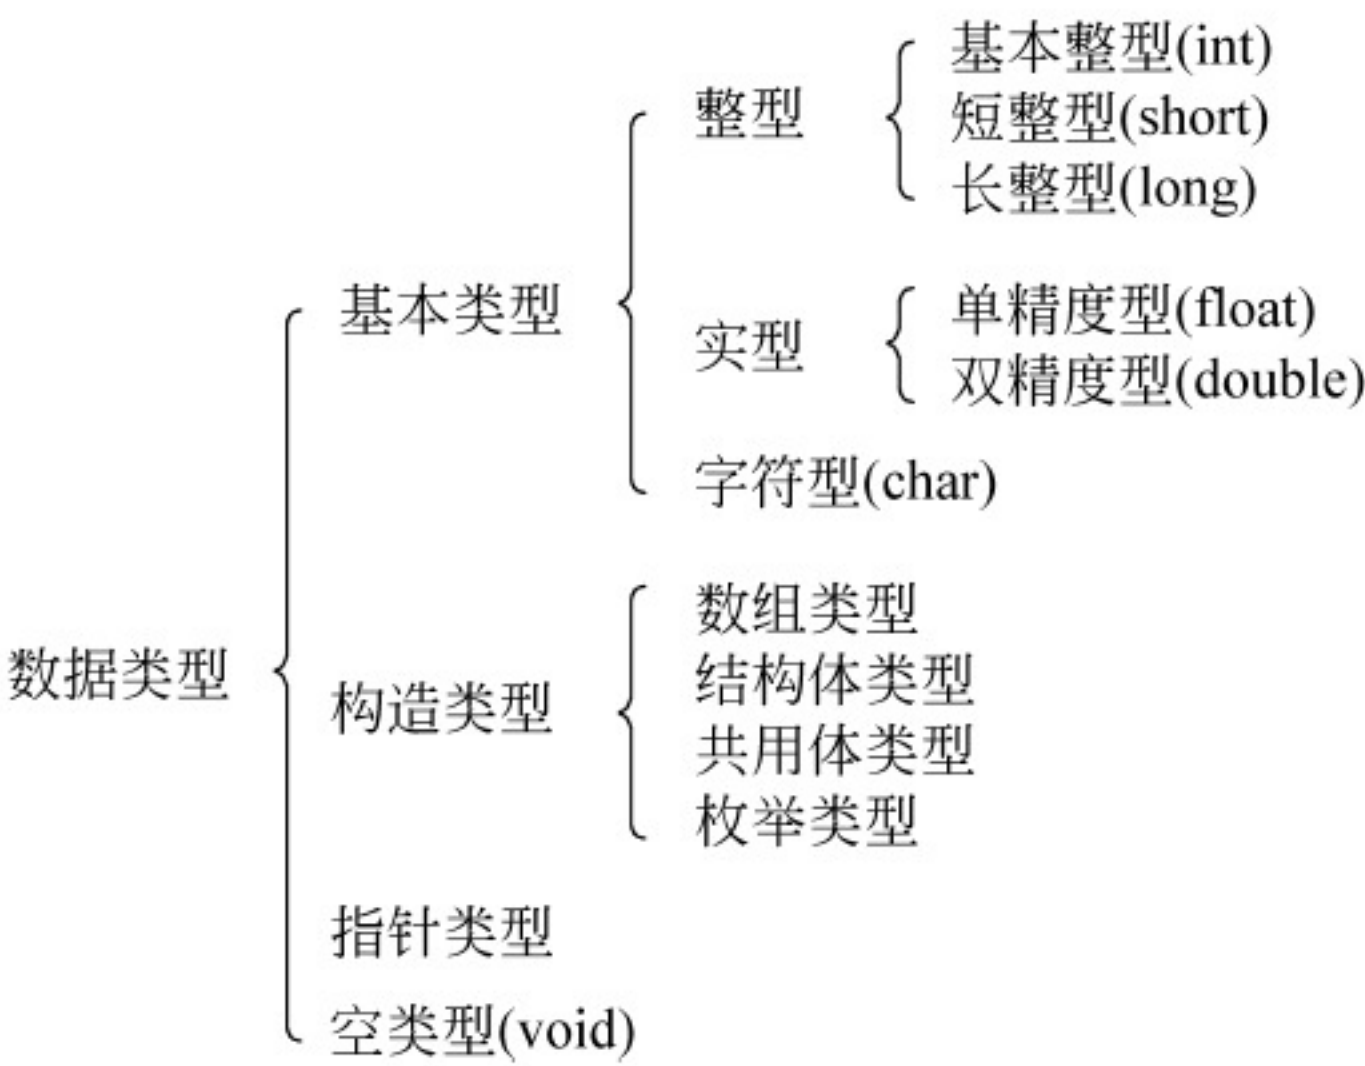 数据类型
基本类型
整型
基本整型(int)
短整型(short)
长整型(long)
实型
单精度型(float)
双精度型(double)
字符型(char)
构造类型
数组类型
结构体类型
共用体类型
枚举类型
指针类型
空类型(void)